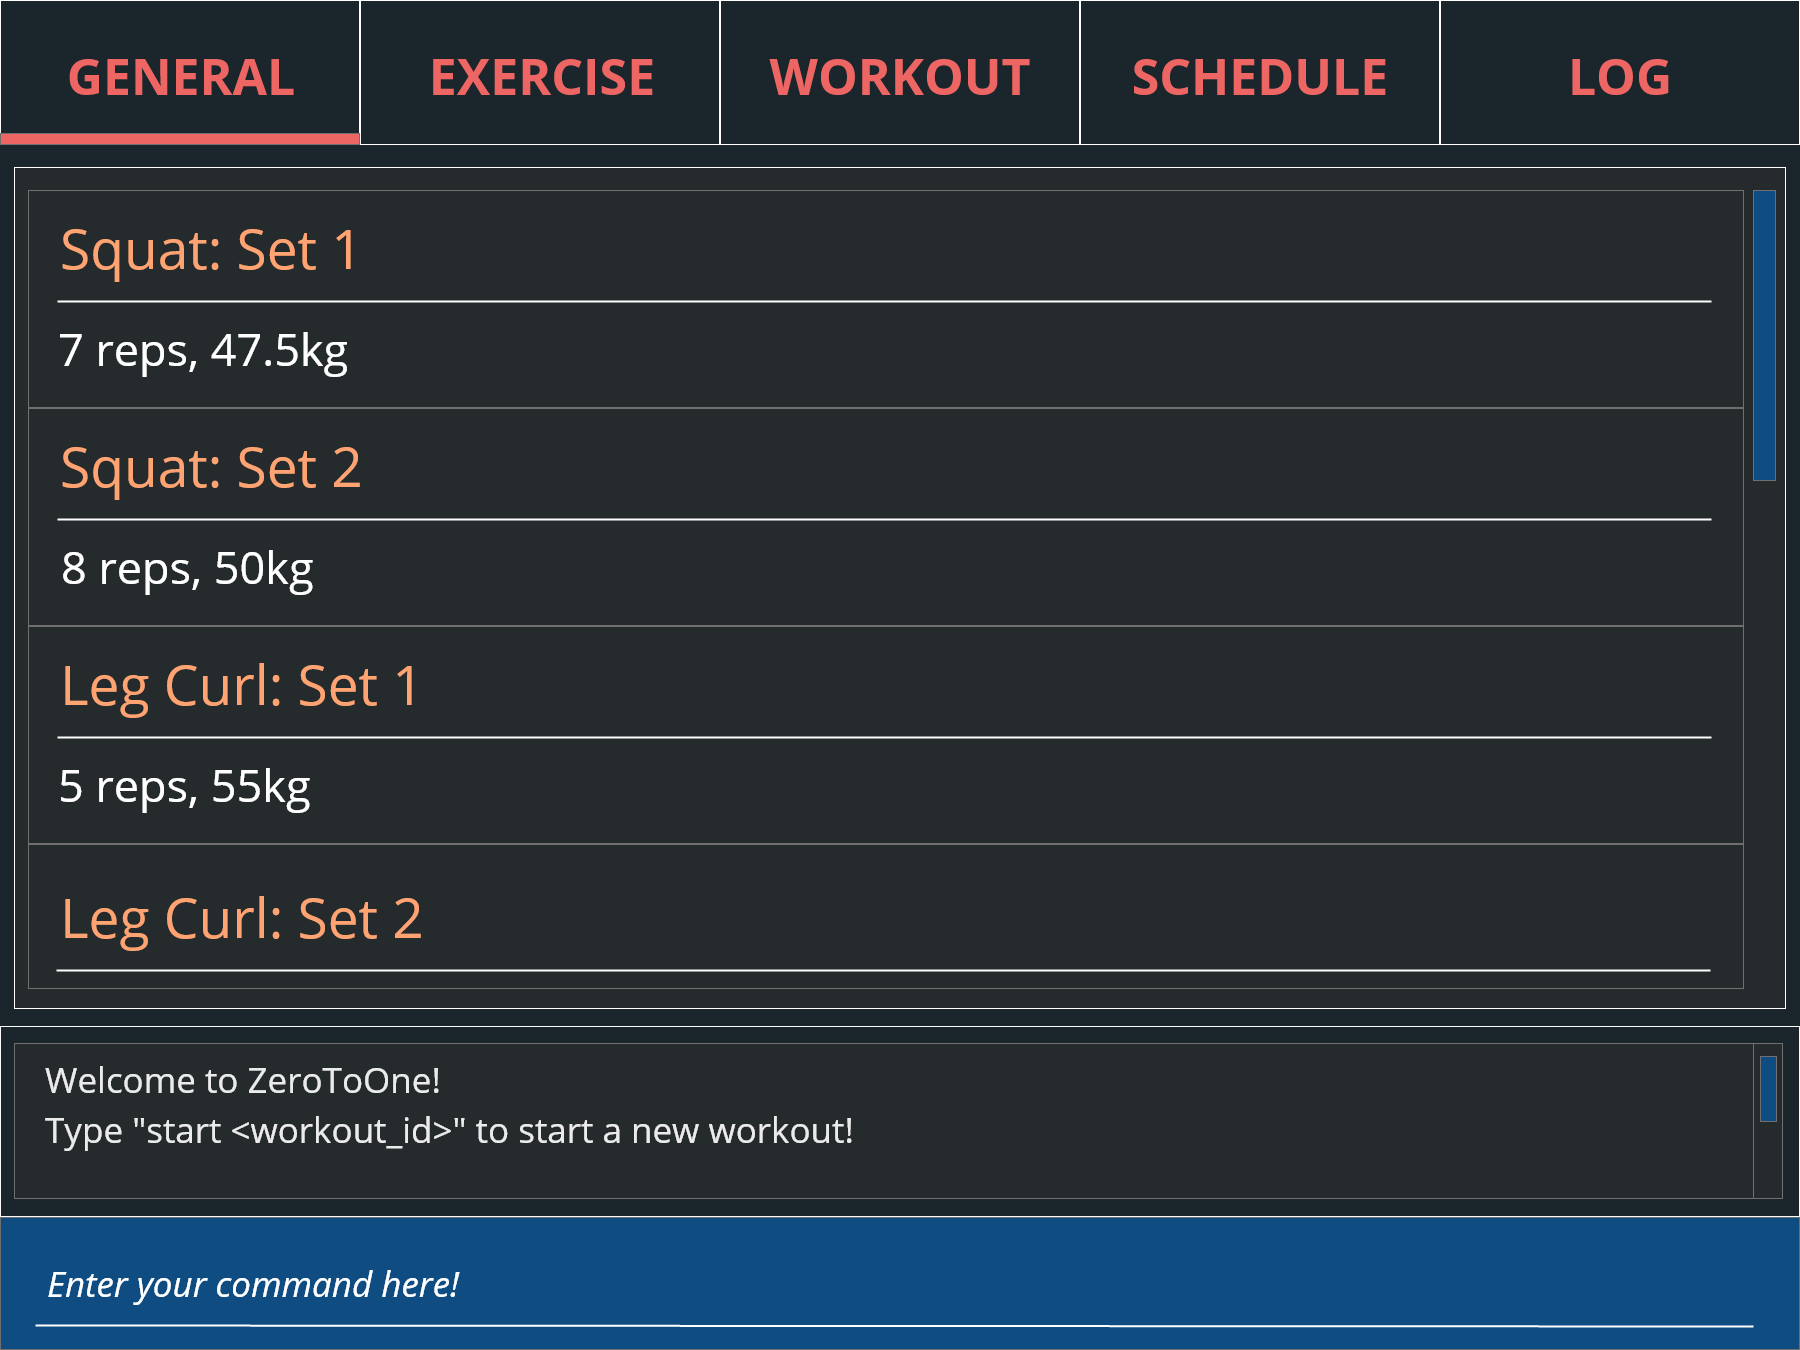 GENERAL EXERCISE WORKOUT SCHEDULE LOG
Squat: Set 1
7 reps, 47.5kg
Squat: Set 2
8 reps, 50kg
Leg Curl: Set 1
5 reps, 55kg
Leg Curl: Set 2
Welcome to ZeroToOne!
Type "start <workout_id>" to start a new workout!
Enter your command here!